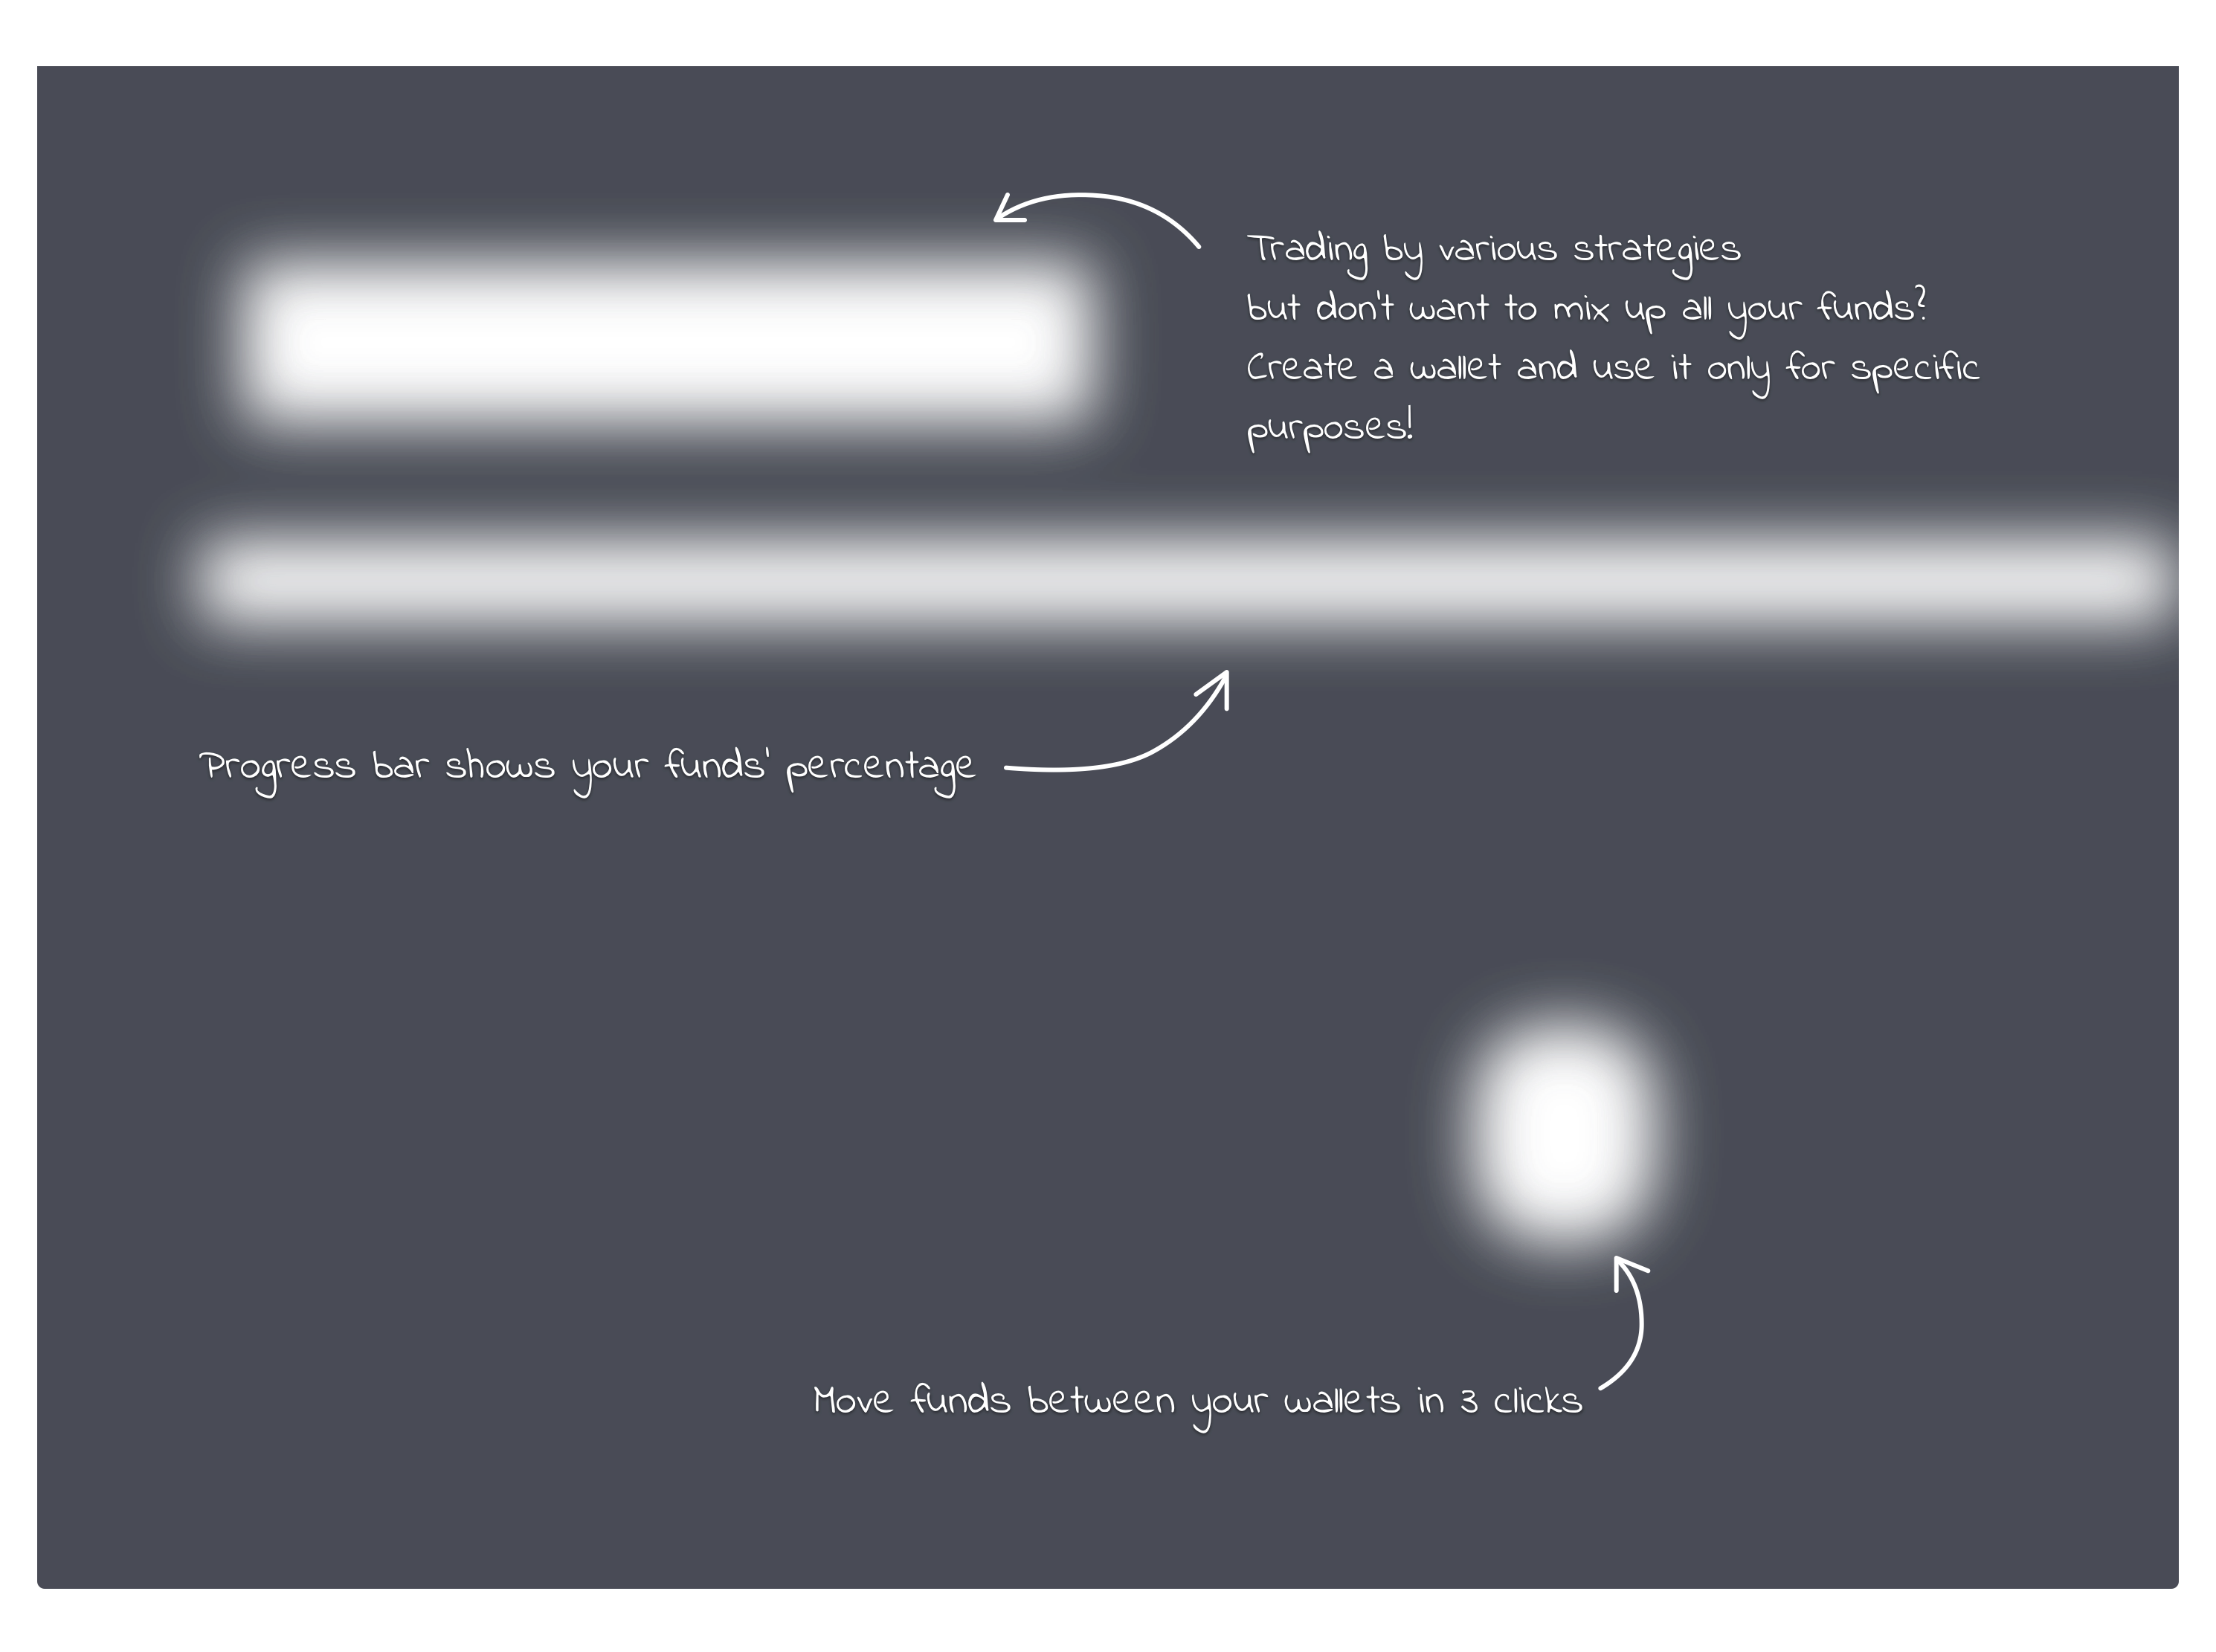 Trading by various strategies
but don't want to mix up all your funds?
Create a wallet and use it only for specific
purposes!
Progress bar shows your funds' percentage
Move funds between your wallets in 3 clicks